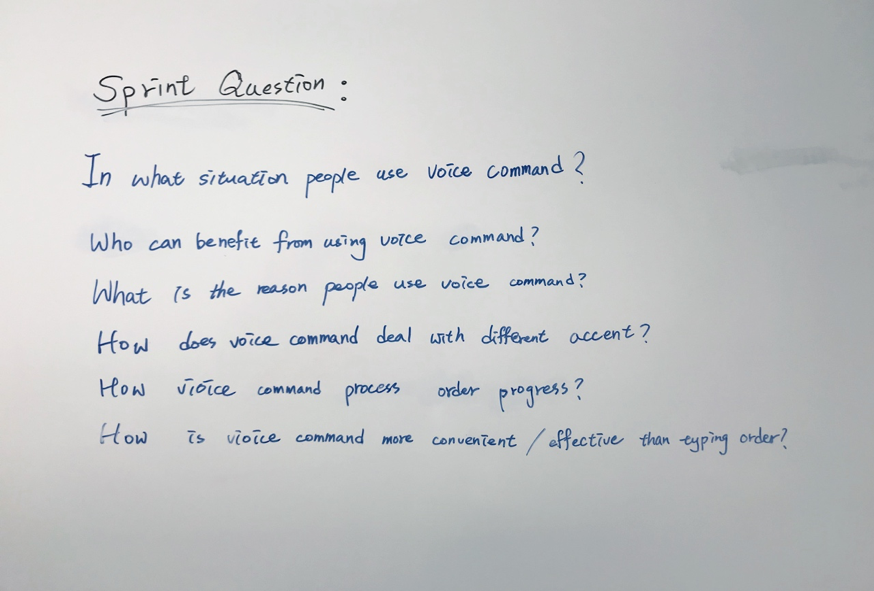 Sprint Question:
In what situation people use voice command?
Who can benefit from using voice command?
What is the reason people use voice command?
How does voice command deal with different accent?
How vioice command process order progress?
How is vioice command more convenient / effective than typing order?